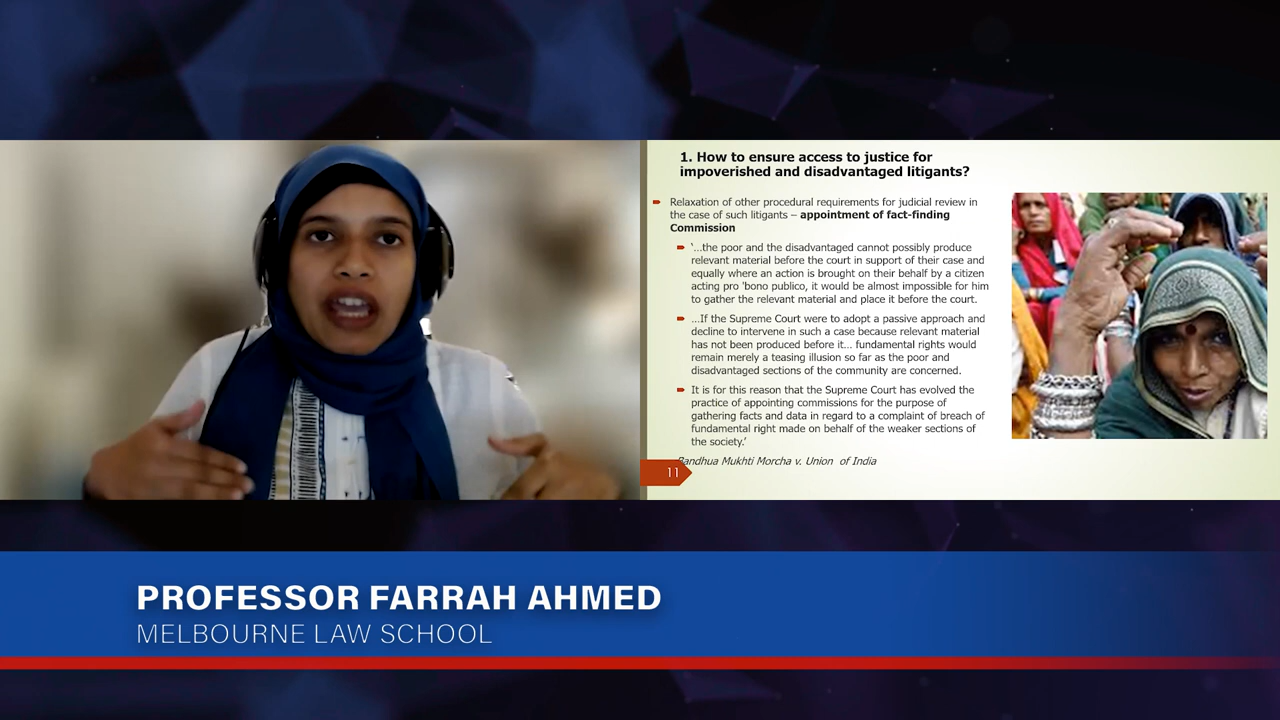 1. How to ensure access to justice for
impoverished and disadvantaged litigants?
Relaxation of other procedural requirements for judicial review in
the case of such litigants – appointment of fact-finding
Commission
'…the poor and the disadvantaged cannot possibly produce
relevant material before the court in support of their case and
equally where an action is brought on their behalf by a citizen
acting pro 'bono publico, it would be almost impossible for him
to gather the relevant material and place it before the court.
…If the Supreme Court were to adopt a passive approach and
decline to intervene in such a case because relevant material
has not been produced before it… fundamental rights would
remain merely a teasing illusion so far as the poor and
disadvantaged sections of the community are concerned.
It is for this reason that the Supreme Court has evolved the
practice of appointing commissions for the purpose of
gathering facts and data in regard to a complaint of breach of
fundamental right made on behalf of the weaker sections of
the society.'
Bandhua Mukhti Morcha v. Union of India
11
PROFESSOR FARRAH AHMED
MELBOURNE LAW SCHOOL